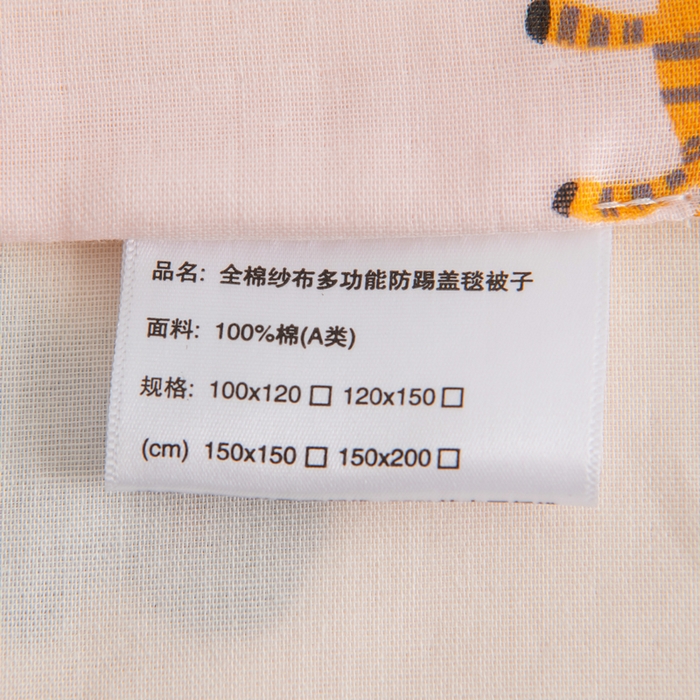 品名: 全棉纱布多功能防踢盖毯被子
面料: 100%棉(A类)
规格: 100x120 □ 120x150 □
(cm) 150x150 □ 150x200 □